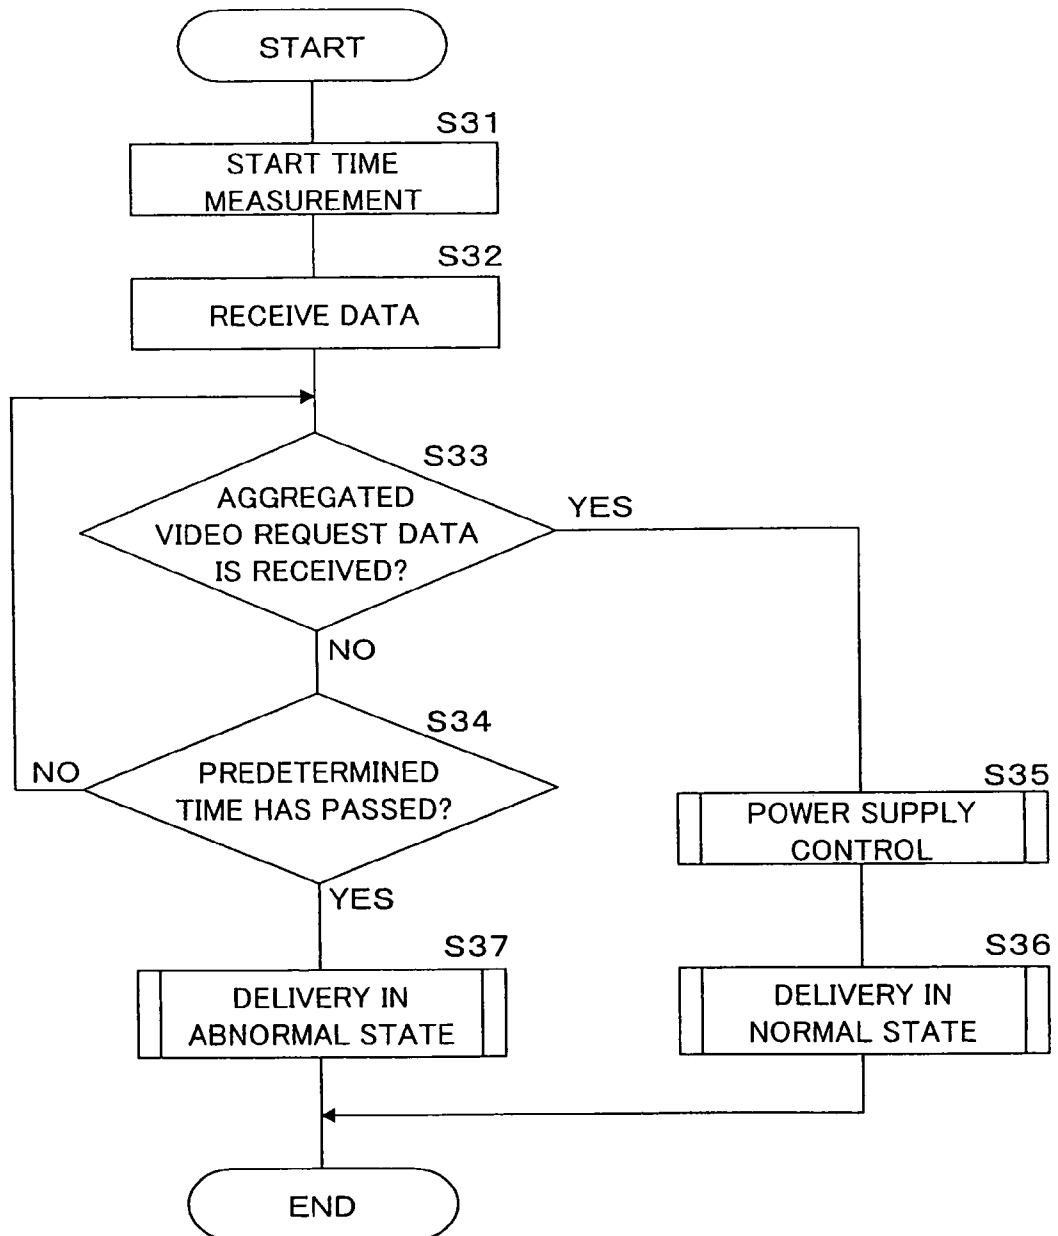 START
S31
START TIME
MEASUREMENT
S32
RECEIVE DATA
S33
AGGREGATED
VIDEO REQUEST DATA
IS RECEIVED?
YES
NO
S34
PREDETERMINED
TIME HAS PASSED?
NO
YES
S35
POWER SUPPLY
CONTROL
S37
DELIVERY IN
ABNORMAL STATE
S36
DELIVERY IN
NORMAL STATE
END